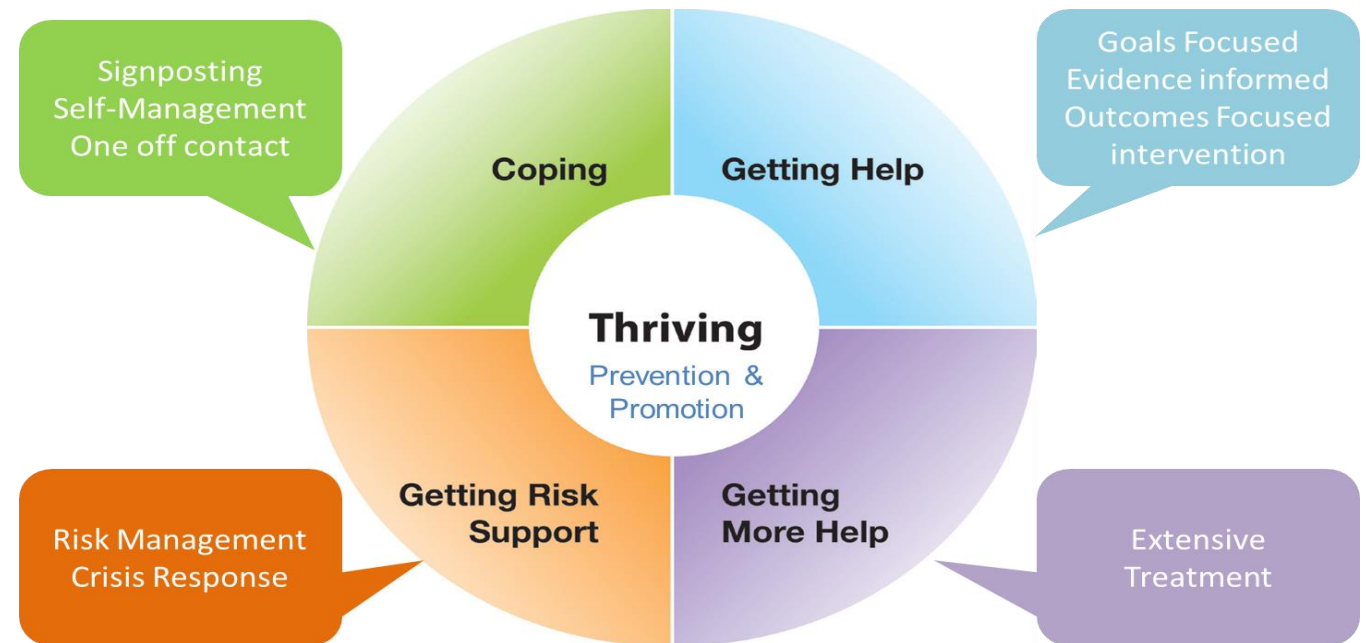 Signposting
Self-Management
One off contact
Goals Focused
Evidence informed
Outcomes Focused
intervention
Coping
Getting Help
Thriving
Prevention &
Promotion
Getting Risk
Support
Getting
More Help
Risk Management
Crisis Response
Extensive
Treatment